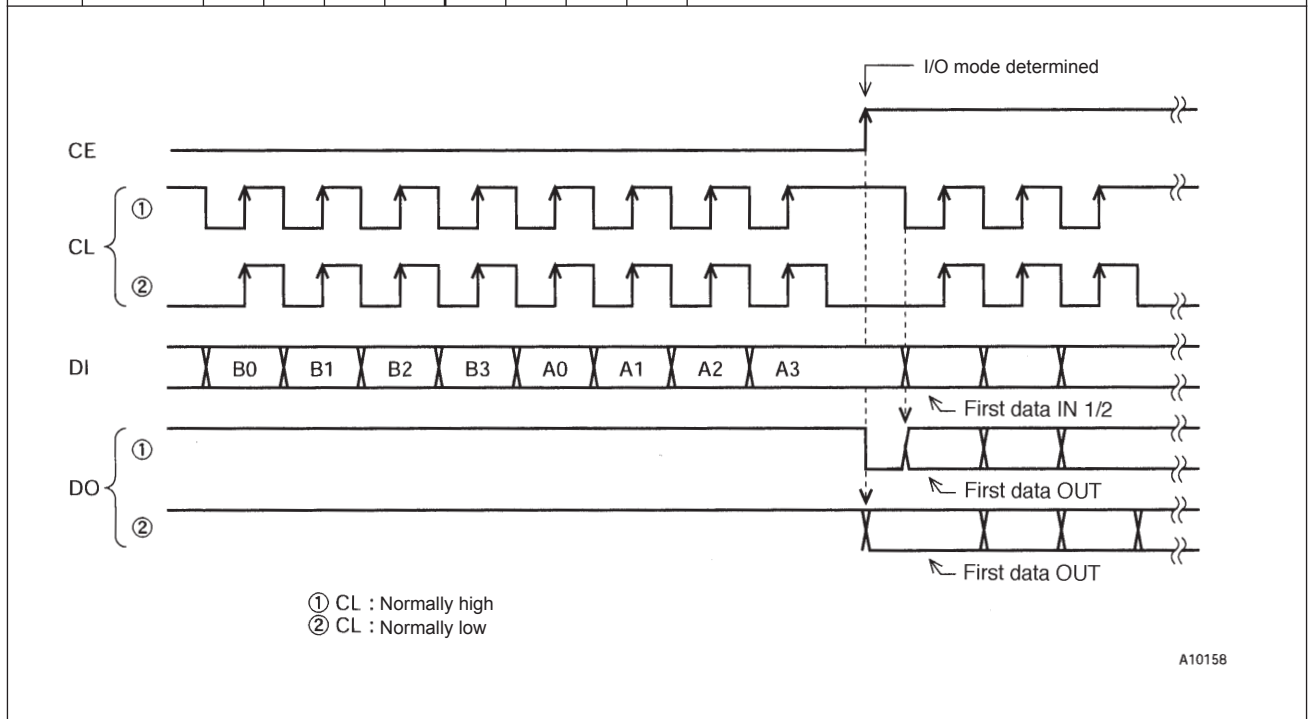 I/O mode determined
CE
①
CL
②
DI B0 B1 B2 B3 A0 A1 A2 A3
First data IN 1/2
①
DO
First data OUT
②
First data OUT
① CL : Normally high
② CL : Normally low
A10158